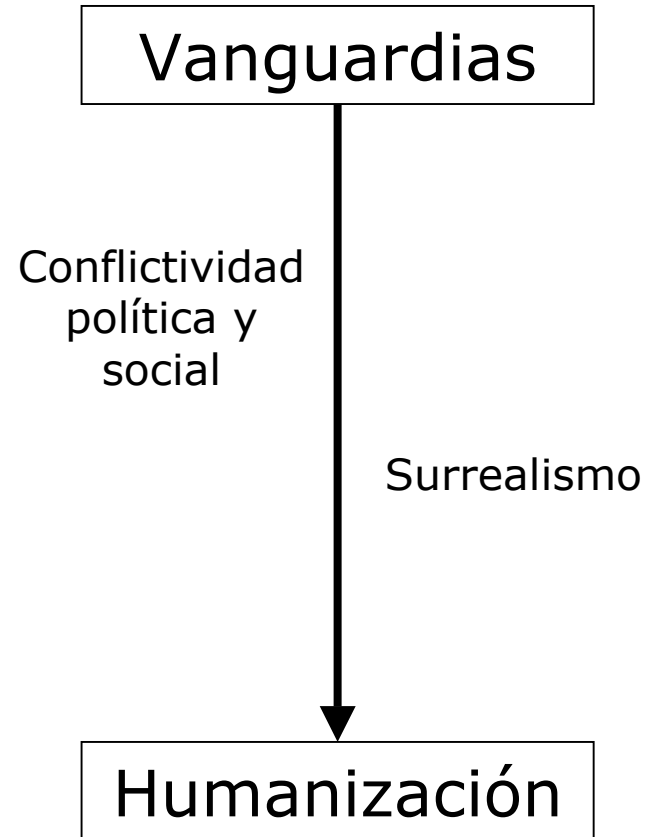 Vanguardias
Conflictividad
política y
social
Surrealismo
Humanización